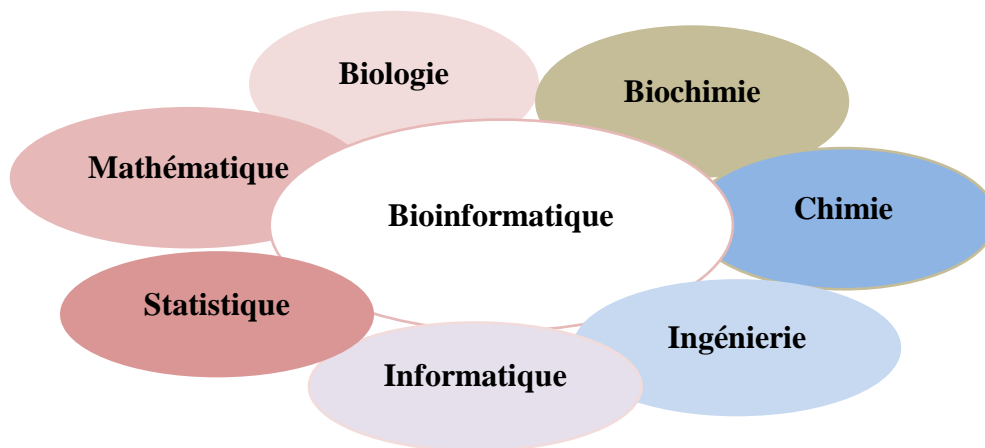 Biologie
Biochimie
Mathématique
Chimie
Bioinformatique
Statistique
Ingénierie
Informatique